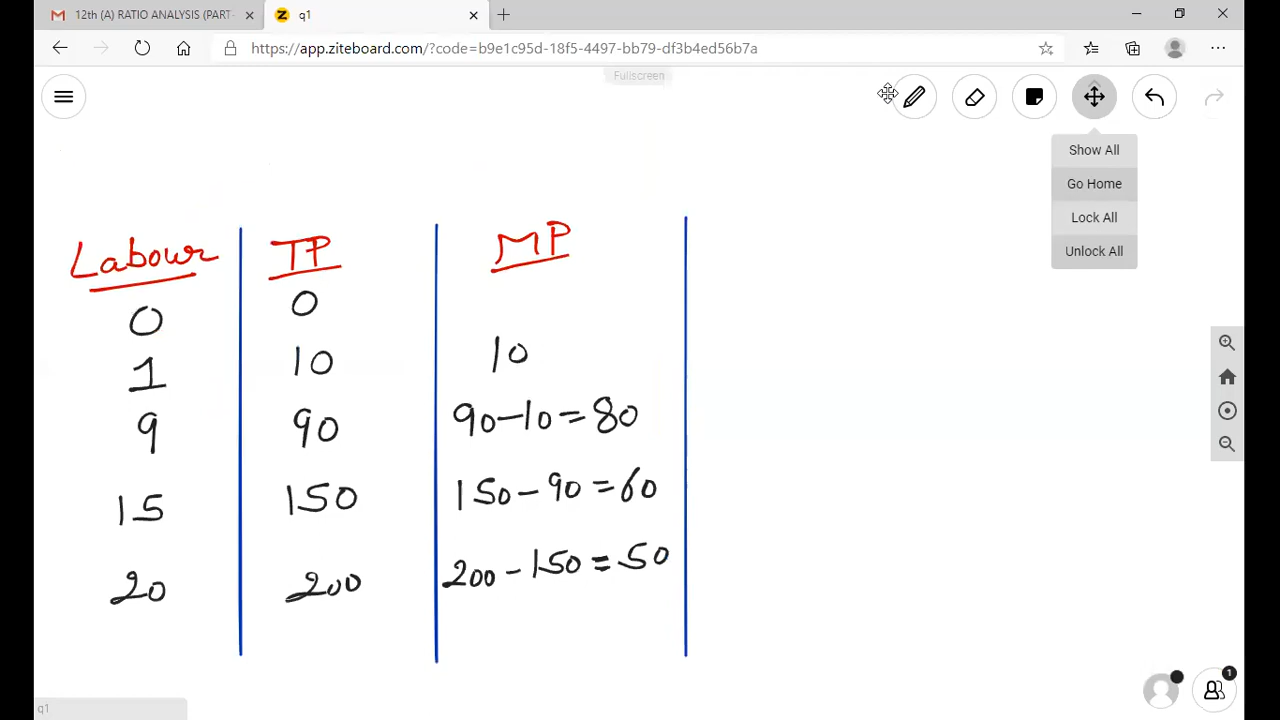 12th (A) RATIO ANALYSIS (PART-
q1
https://app.ziteboard.com/?code=b9e1c95d-18f5-4497-bb79-df3b4ed56b7a
Fullscreen
Show All
Go Home
Lock All
Unlock All
Labour TP MP
0 0
1 10 10
9 90 90-10=80
15 150 150-90=60
20 200 200-150=50
q1
1